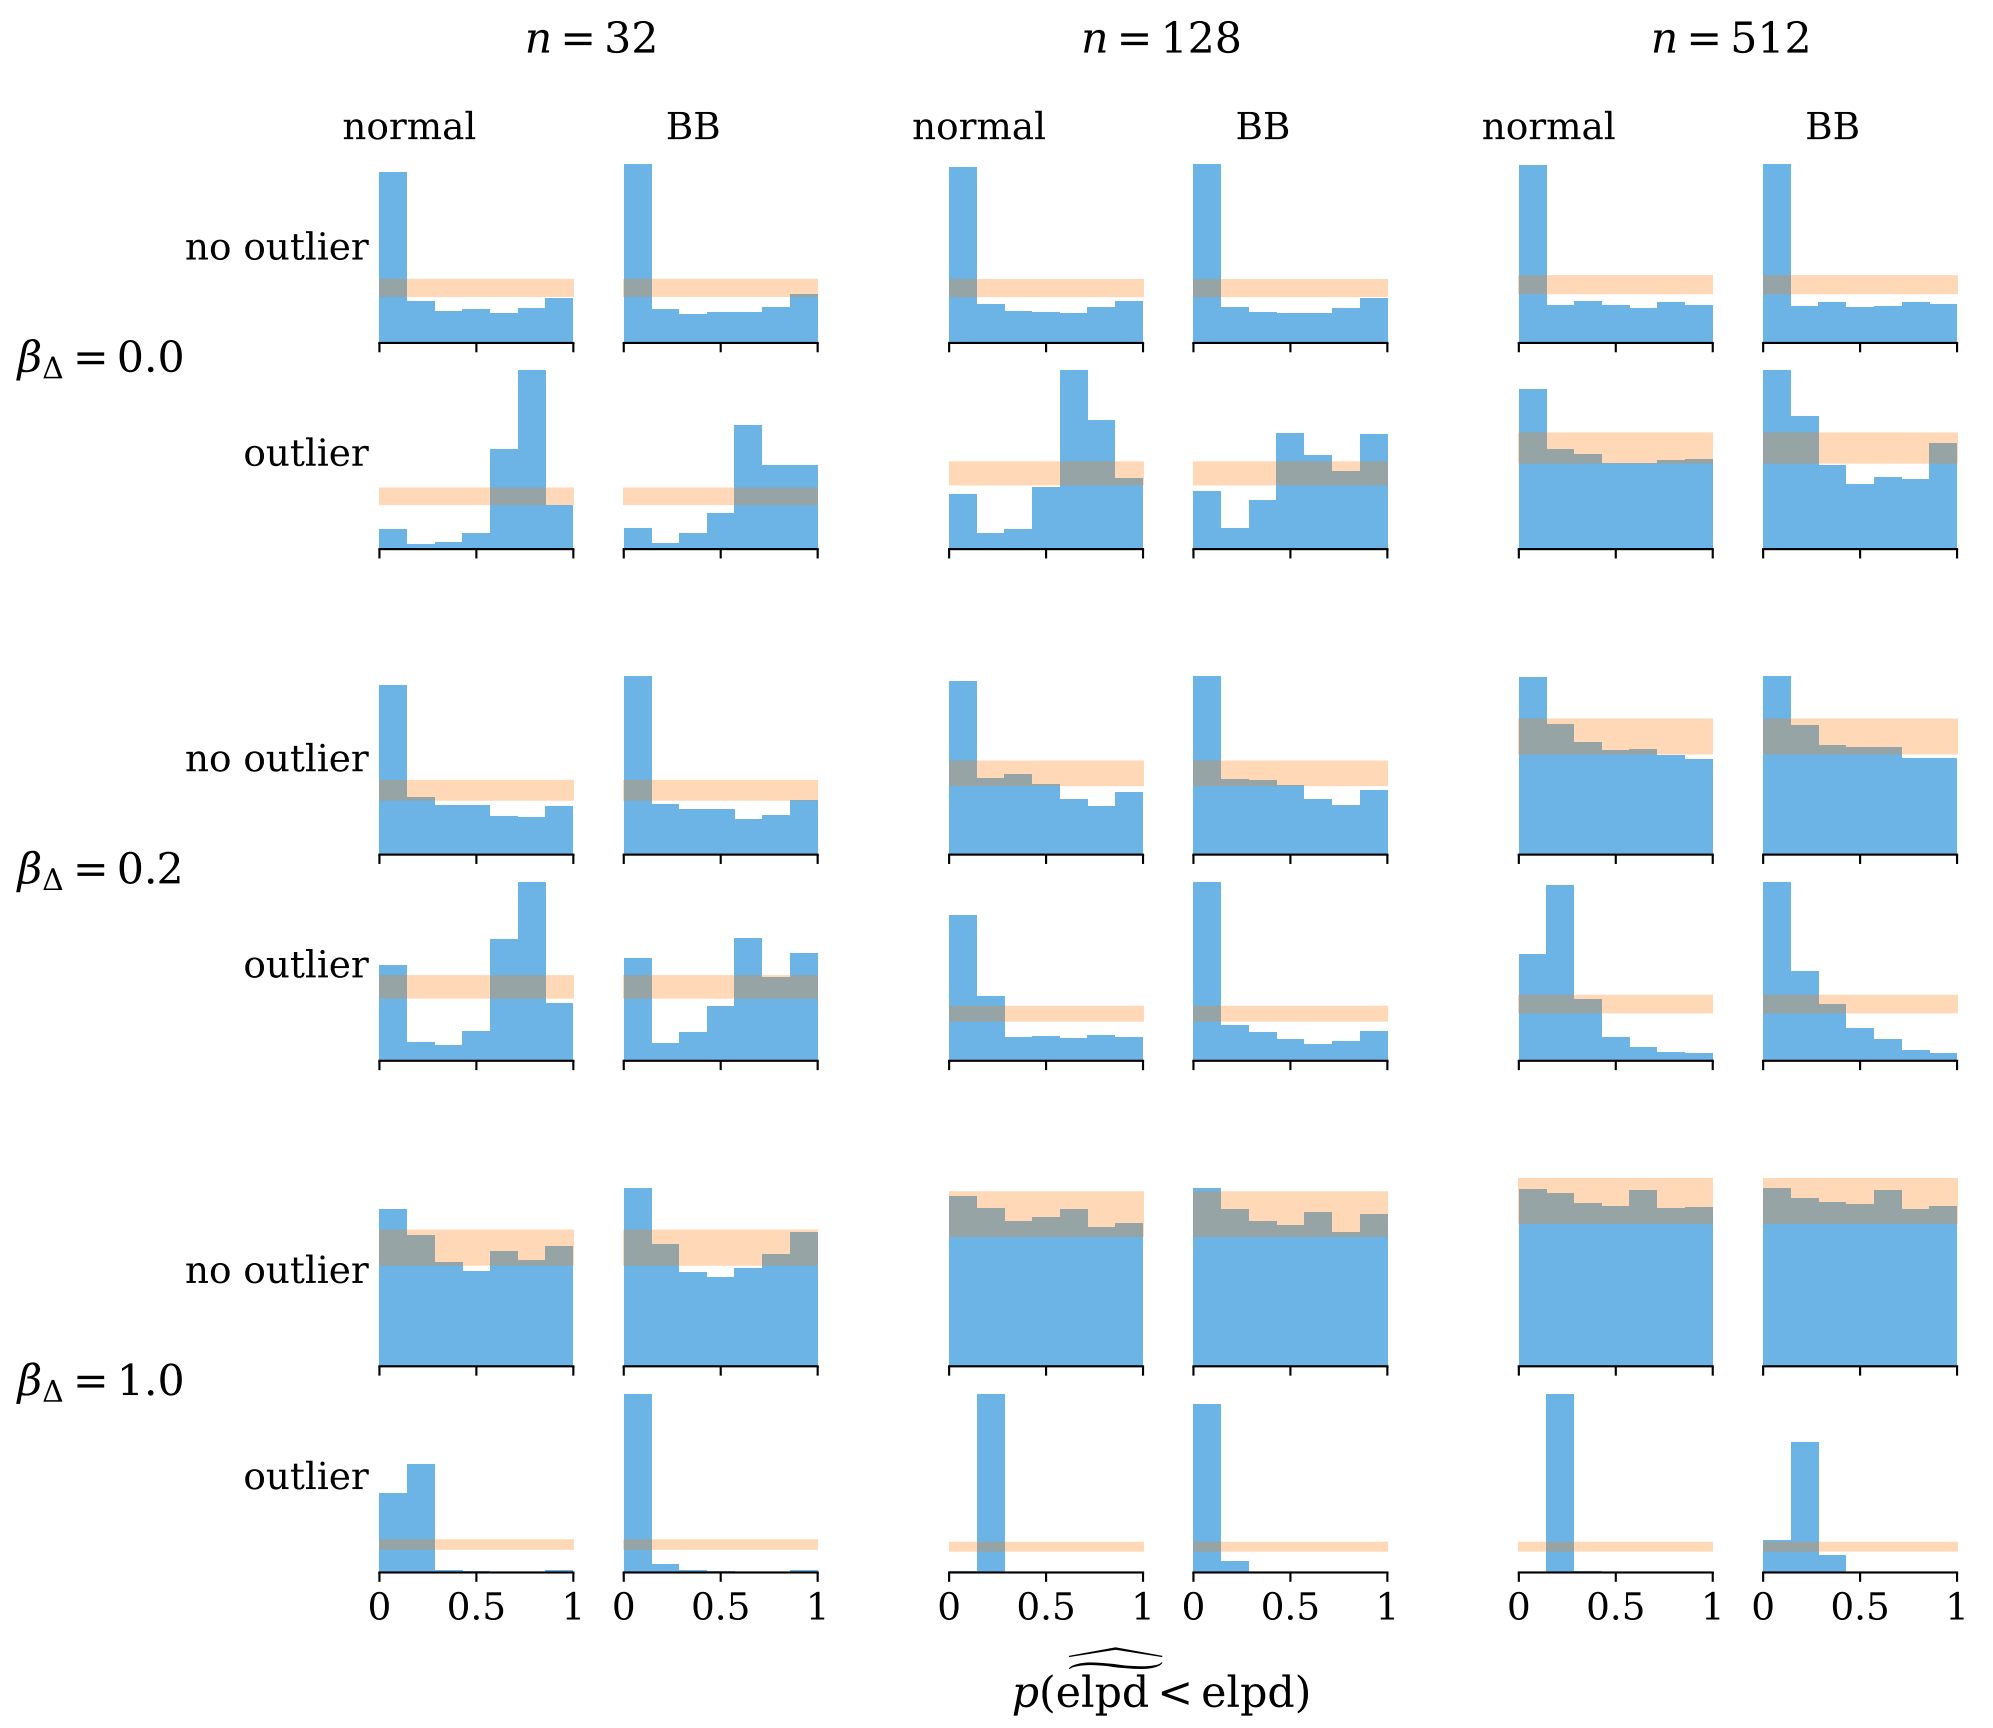 n = 32 n = 128 n = 512
normal BB normal BB normal BB
no outlier
β_Δ = 0.0
outlier
no outlier
β_Δ = 0.2
outlier
no outlier
β_Δ = 1.0
outlier
0 0.5 1 0 0.5 1 0 0.5 1 0 0.5 1 0 0.5 1 0 0.5 1
p(\widehat{\widetilde{elpd}} < elpd)